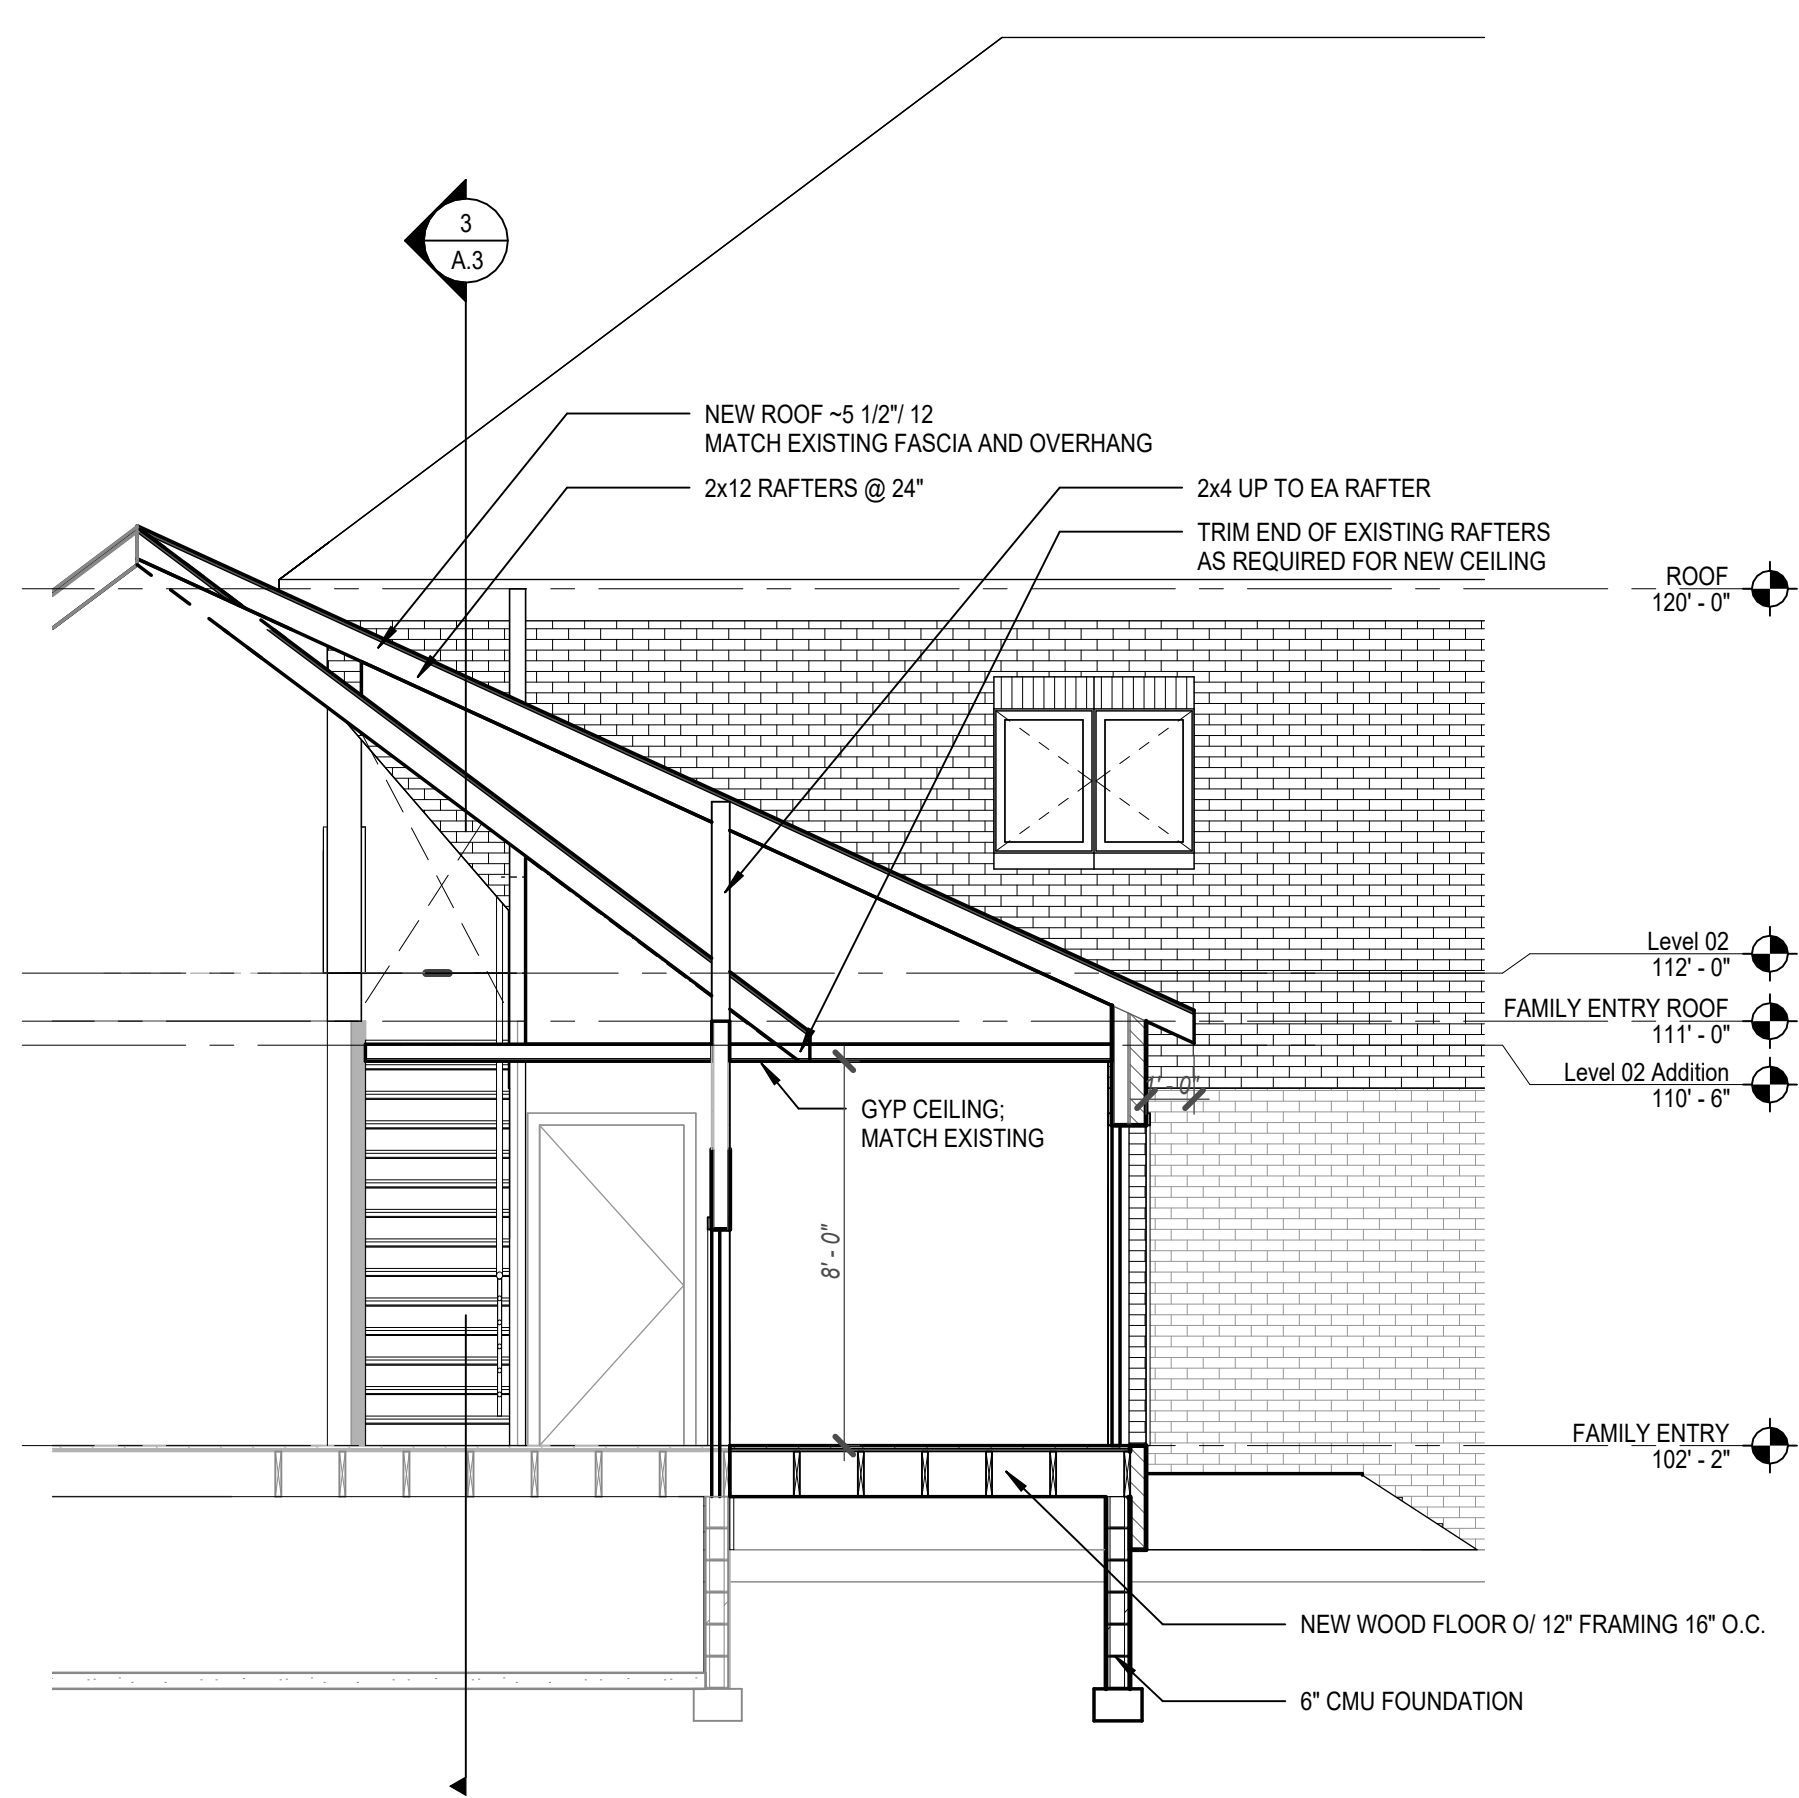 3
A.3
NEW ROOF ~5 1/2"/ 12
MATCH EXISTING FASCIA AND OVERHANG
2x12 RAFTERS @ 24"
2x4 UP TO EA RAFTER
TRIM END OF EXISTING RAFTERS
AS REQUIRED FOR NEW CEILING
ROOF
120' - 0"
Level 02
112' - 0"
FAMILY ENTRY ROOF
111' - 0"
Level 02 Addition
110' - 6"
1' - 0"
GYP CEILING;
MATCH EXISTING
8' - 0"
FAMILY ENTRY
102' - 2"
NEW WOOD FLOOR O/ 12" FRAMING 16" O.C.
6" CMU FOUNDATION